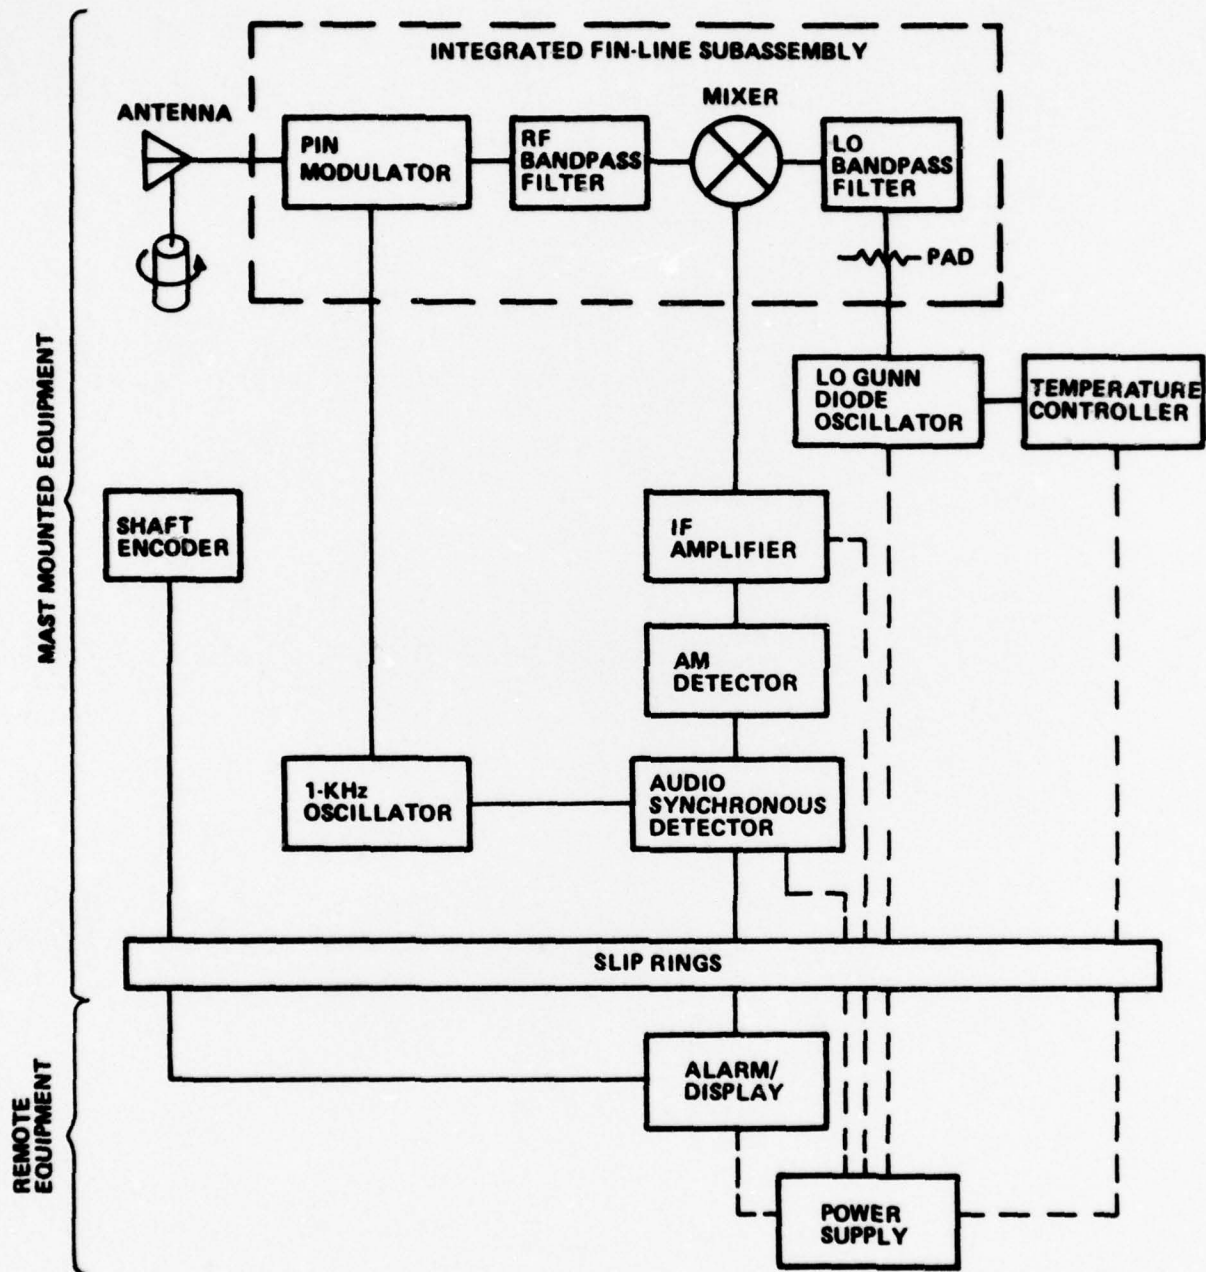 INTEGRATED FIN-LINE SUBASSEMBLY
ANTENNA
MIXER
PIN
MODULATOR
RF
BANDPASS
FILTER
LO
BANDPASS
FILTER
PAD
LO GUNN
DIODE
OSCILLATOR
TEMPERATURE
CONTROLLER
MAST MOUNTED EQUIPMENT
SHAFT
ENCODER
IF
AMPLIFIER
AM
DETECTOR
1-KHz
OSCILLATOR
AUDIO
SYNCHRONOUS
DETECTOR
SLIP RINGS
REMOTE
EQUIPMENT
ALARM/
DISPLAY
POWER
SUPPLY